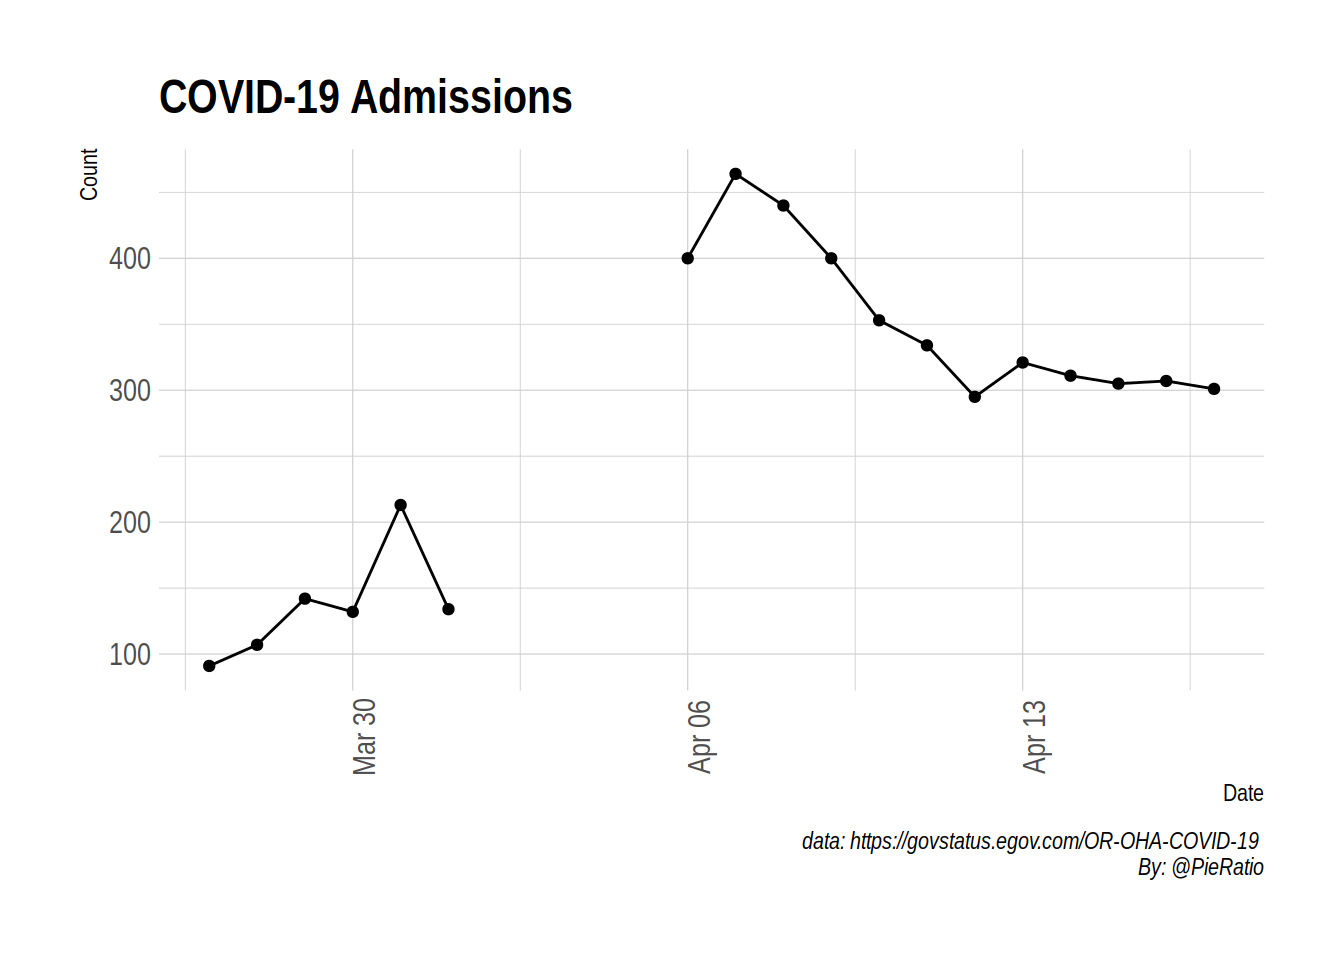 COVID-19 Admissions
Count
400
300
200
100
Mar 30
Apr 06
Apr 13
Date
data: https://govstatus.egov.com/OR-OHA-COVID-19
By: @PieRatio